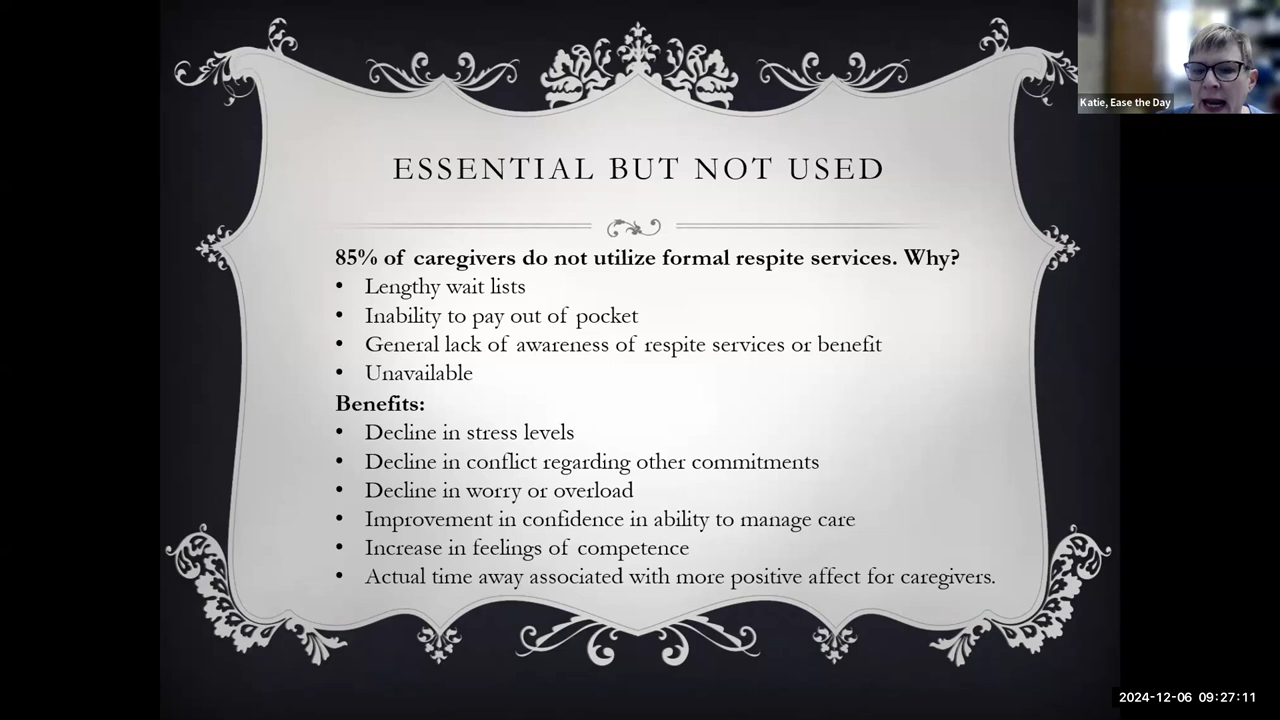 Katie, Ease the Day
ESSENTIAL BUT NOT USED
85% of caregivers do not utilize formal respite services. Why?
• Lengthy wait lists
• Inability to pay out of pocket
• General lack of awareness of respite services or benefit
• Unavailable
Benefits:
• Decline in stress levels
• Decline in conflict regarding other commitments
• Decline in worry or overload
• Improvement in confidence in ability to manage care
• Increase in feelings of competence
• Actual time away associated with more positive affect for caregivers.
2024-12-06 09:27:11